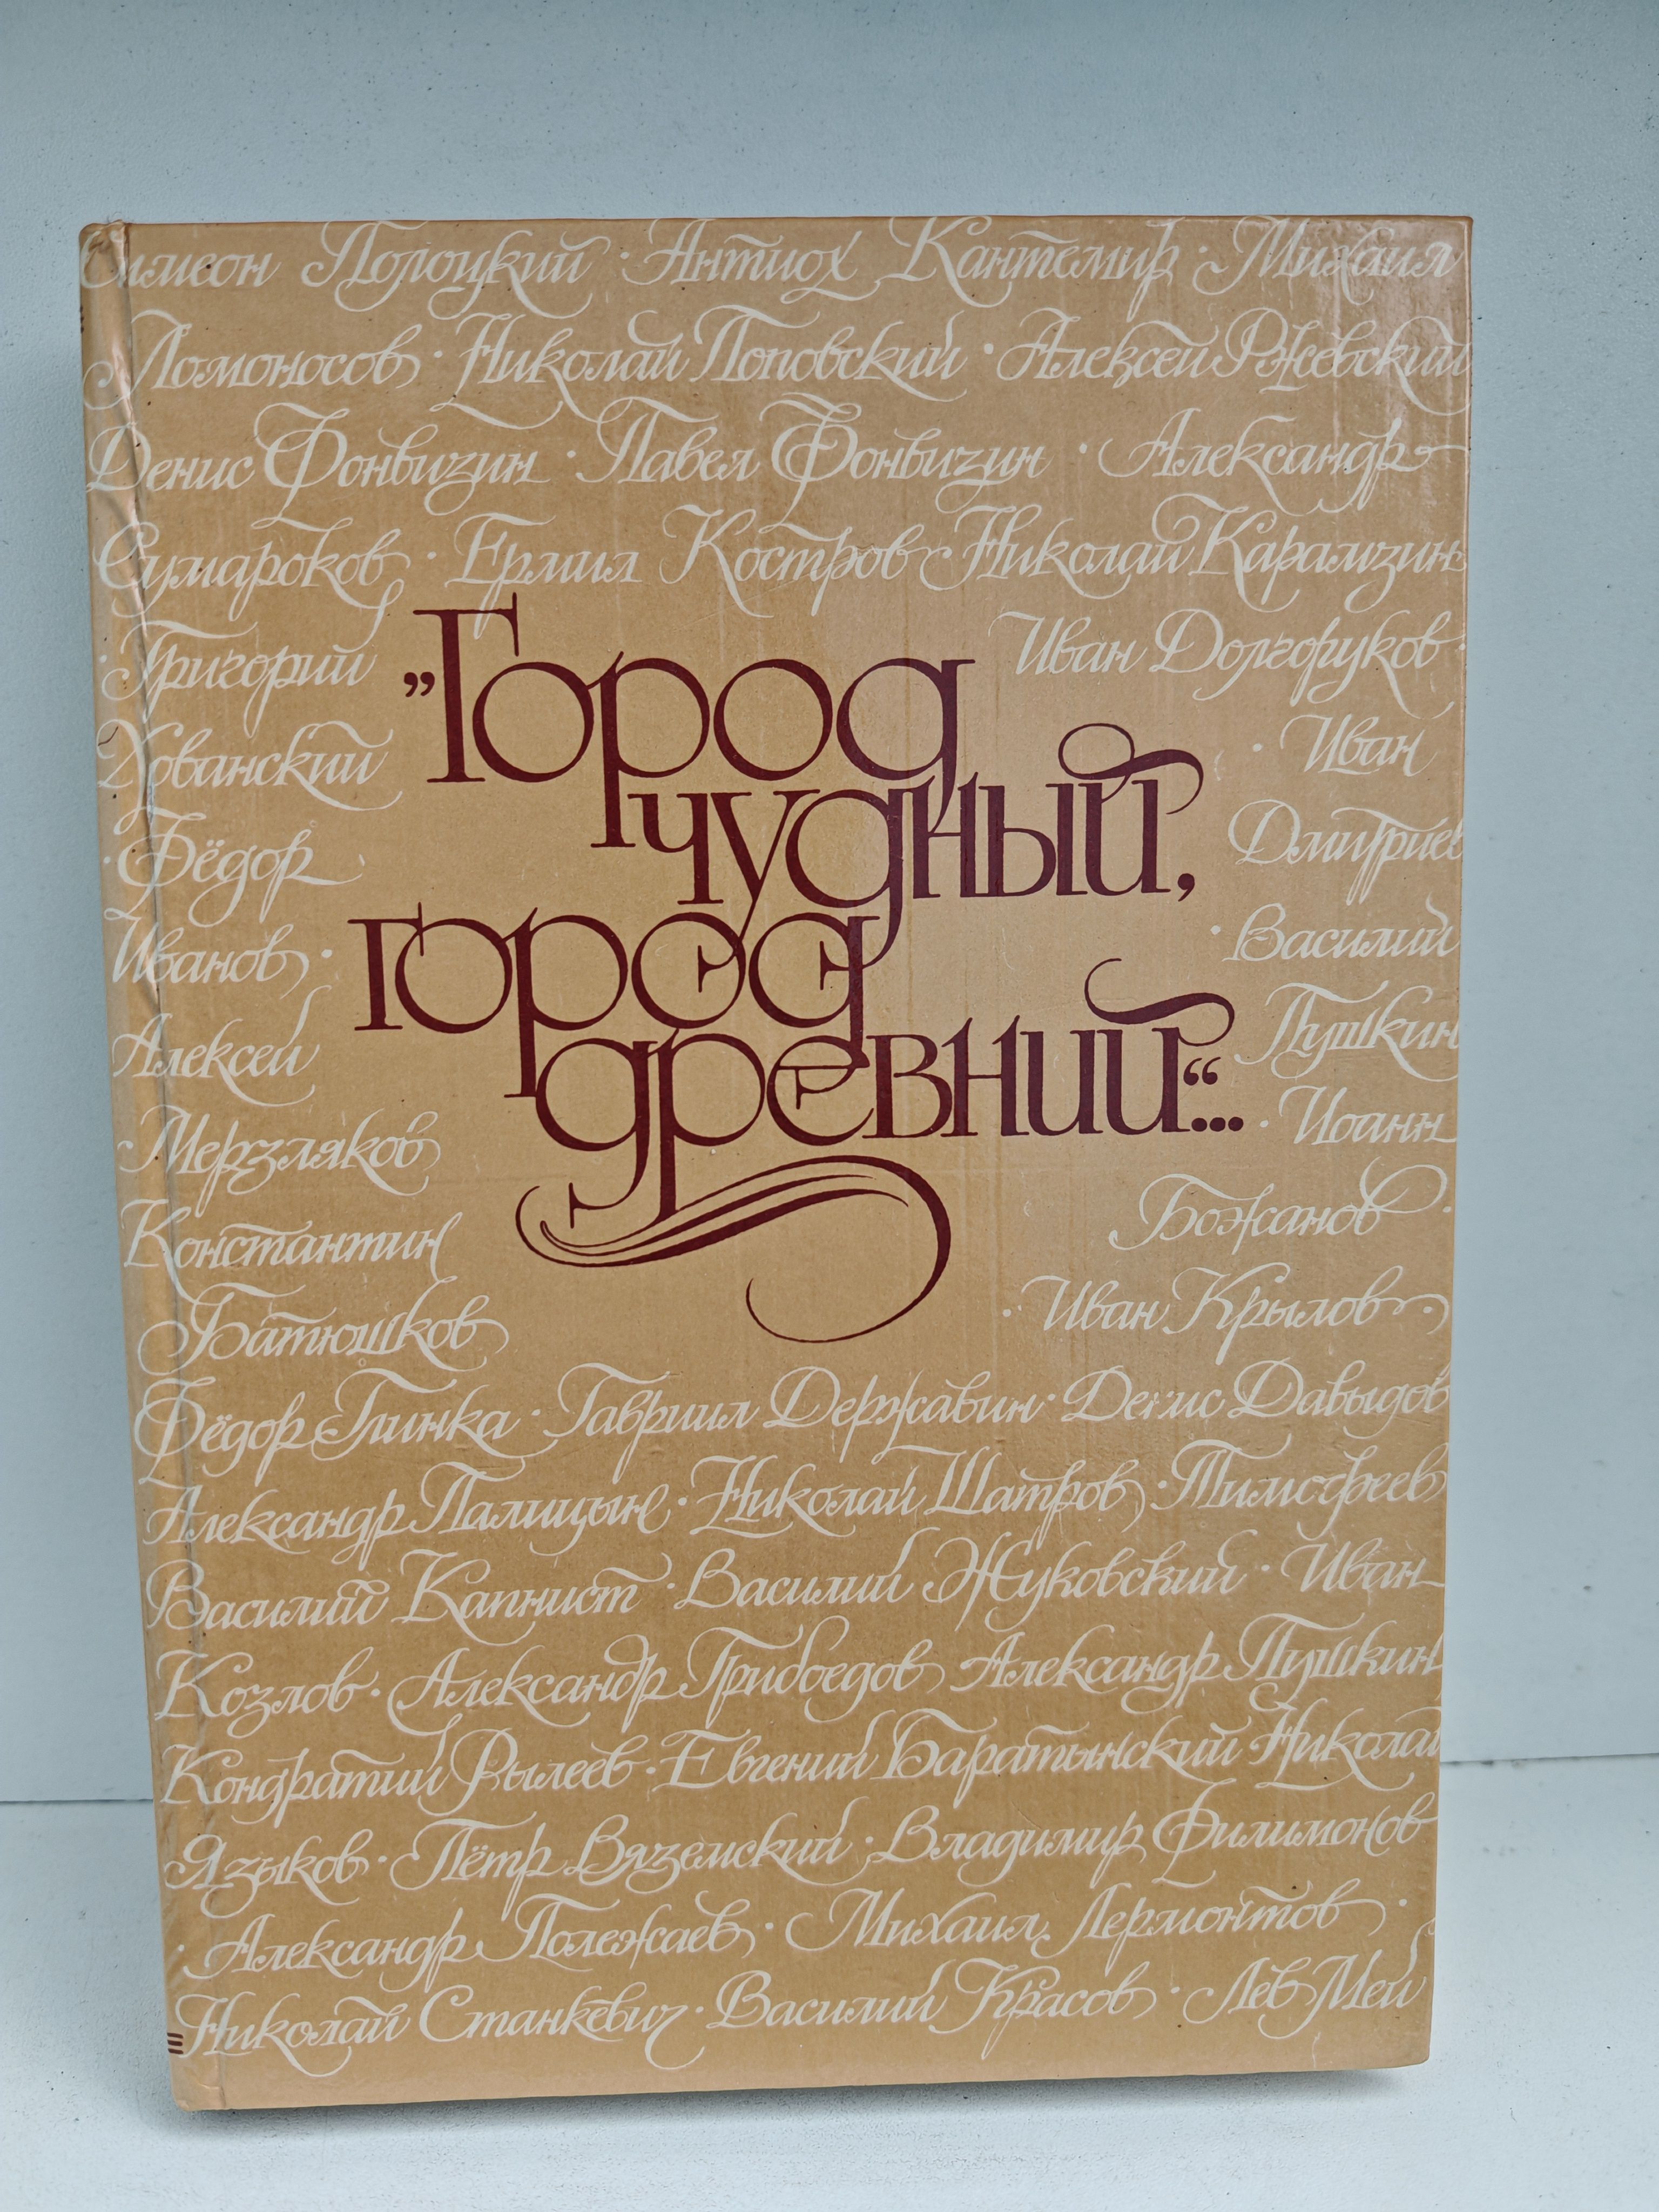 Симеон Полоцкий · Антиох Кантемир · Михаил
Ломоносов · Николай Поповский · Алексей Ржевский
Денис Фонвизин · Павел Фонвизин · Александр
Сумароков · Ермил Костров Николай Карамзин
· Григорий
Иван Долгоруков ·
Хованский
· Иван
· Фёдор
Дмитриев
Иванов ·
· Василий
Алексей
Пушкин
Мерзляков
· Иоанн
Константин
Божанов ·
Батюшков
· Иван Крылов ·
„Город
чудный,
город
древний“...
Фёдор Глинка · Гавриил Державин · Денис Давыдов
Александр Палицын · Николай Шатров · Тимофеев
Василий Капнист · Василий Жуковский · Иван
Козлов · Александр Грибоедов Александр Пушкин
Кондратий Рылеев · Евгений Баратынский Николай
Языков · Пётр Вяземский · Владимир Филимонов
· Александр Полежаев · Михаил Лермонтов ·
Николай Станкевич · Василий Красов · Лев Мей